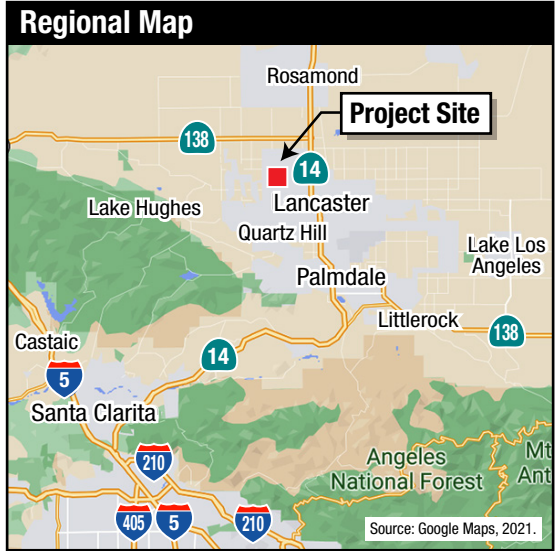 Regional Map
Rosamond
Project Site
138
14
Lake Hughes
Lancaster
Quartz Hill
Lake Los
Angeles
Palmdale
Littlerock
138
14
Castaic
5
Santa Clarita
210
Angeles
National Forest
Mt
Ant
405
5
210
Source: Google Maps, 2021.